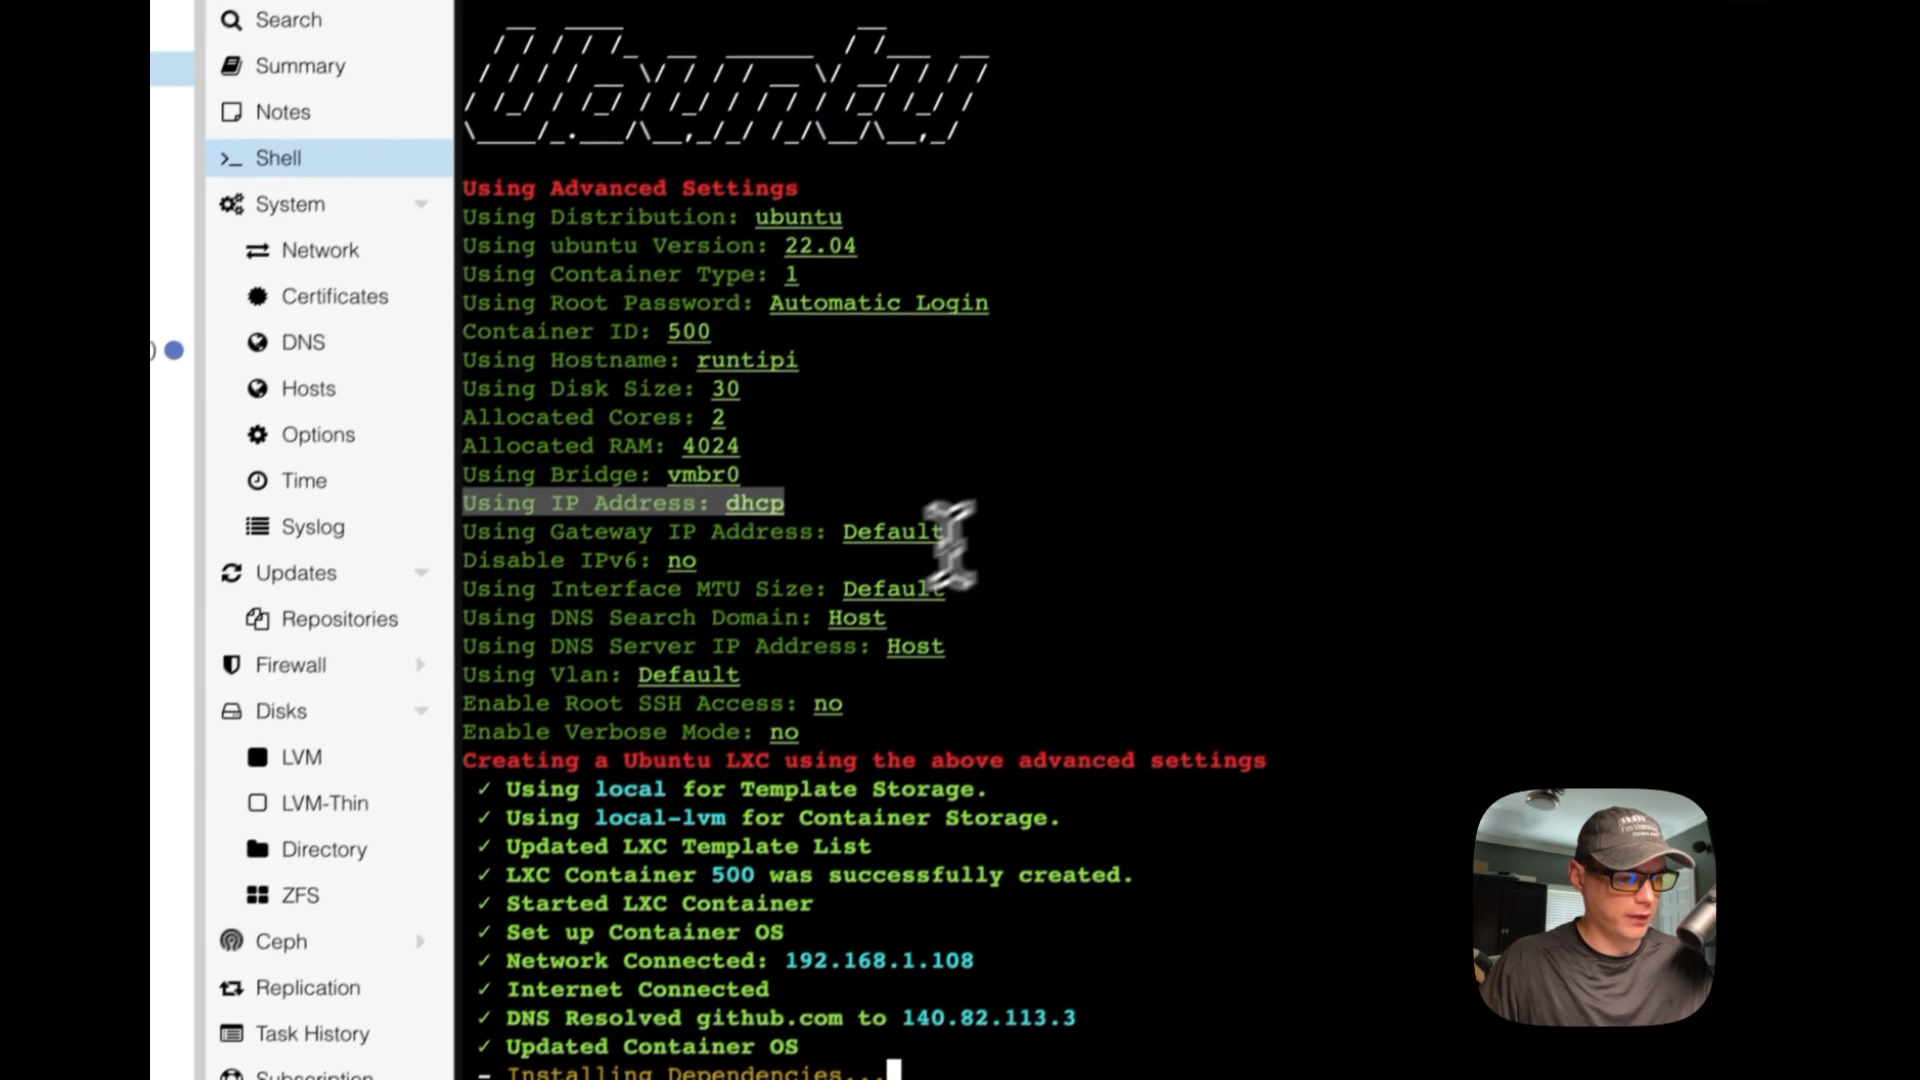 Search
Summary
Notes
Shell
System
Network
Certificates
DNS
Hosts
Options
Time
Syslog
Updates
Repositories
Firewall
Disks
LVM
LVM-Thin
Directory
ZFS
Ceph
Replication
Task History
Subscription
Ubuntu
Using Advanced Settings
Using Distribution: ubuntu
Using ubuntu Version: 22.04
Using Container Type: 1
Using Root Password: Automatic Login
Container ID: 500
Using Hostname: runtipi
Using Disk Size: 30
Allocated Cores: 2
Allocated RAM: 4024
Using Bridge: vmbr0
Using IP Address: dhcp
Using Gateway IP Address: Default
Disable IPv6: no
Using Interface MTU Size: Default
Using DNS Search Domain: Host
Using DNS Server IP Address: Host
Using Vlan: Default
Enable Root SSH Access: no
Enable Verbose Mode: no
Creating a Ubuntu LXC using the above advanced settings
✓ Using local for Template Storage.
✓ Using local-lvm for Container Storage.
✓ Updated LXC Template List
✓ LXC Container 500 was successfully created.
✓ Started LXC Container
✓ Set up Container OS
✓ Network Connected: 192.168.1.108
✓ Internet Connected
✓ DNS Resolved github.com to 140.82.113.3
✓ Updated Container OS
- Installing Dependencies...